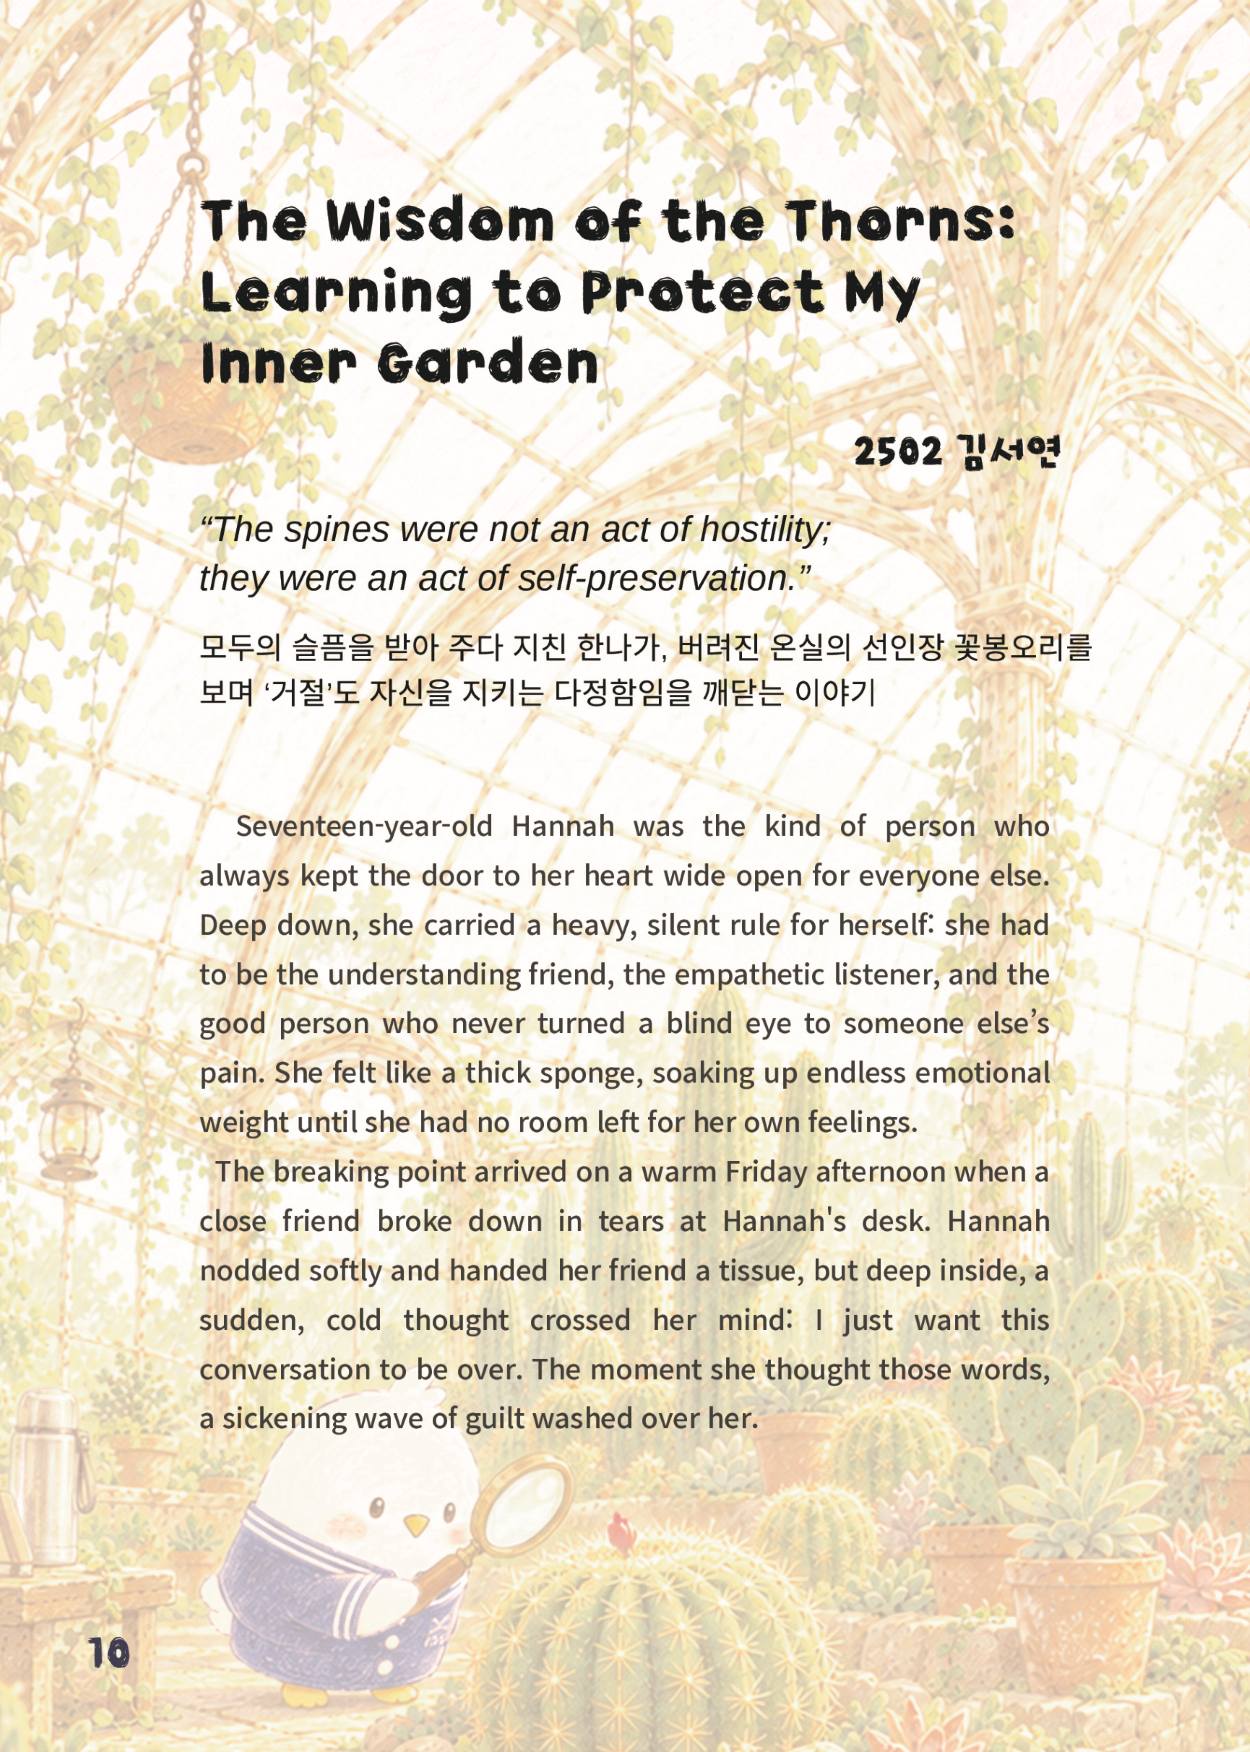 The Wisdom of the Thorns:
Learning to Protect My
Inner Garden
2502 김서연
“The spines were not an act of hostility;
they were an act of self-preservation.”
모두의 슬픔을 받아 주다 지친 한나가, 버려진 온실의 선인장 꽃봉오리를
보며 ‘거절’도 자신을 지키는 다정함임을 깨닫는 이야기
Seventeen-year-old Hannah was the kind of person who
always kept the door to her heart wide open for everyone else.
Deep down, she carried a heavy, silent rule for herself: she had
to be the understanding friend, the empathetic listener, and the
good person who never turned a blind eye to someone else’s
pain. She felt like a thick sponge, soaking up endless emotional
weight until she had no room left for her own feelings.
The breaking point arrived on a warm Friday afternoon when a
close friend broke down in tears at Hannah's desk. Hannah
nodded softly and handed her friend a tissue, but deep inside, a
sudden, cold thought crossed her mind: I just want this
conversation to be over. The moment she thought those words,
a sickening wave of guilt washed over her.
10